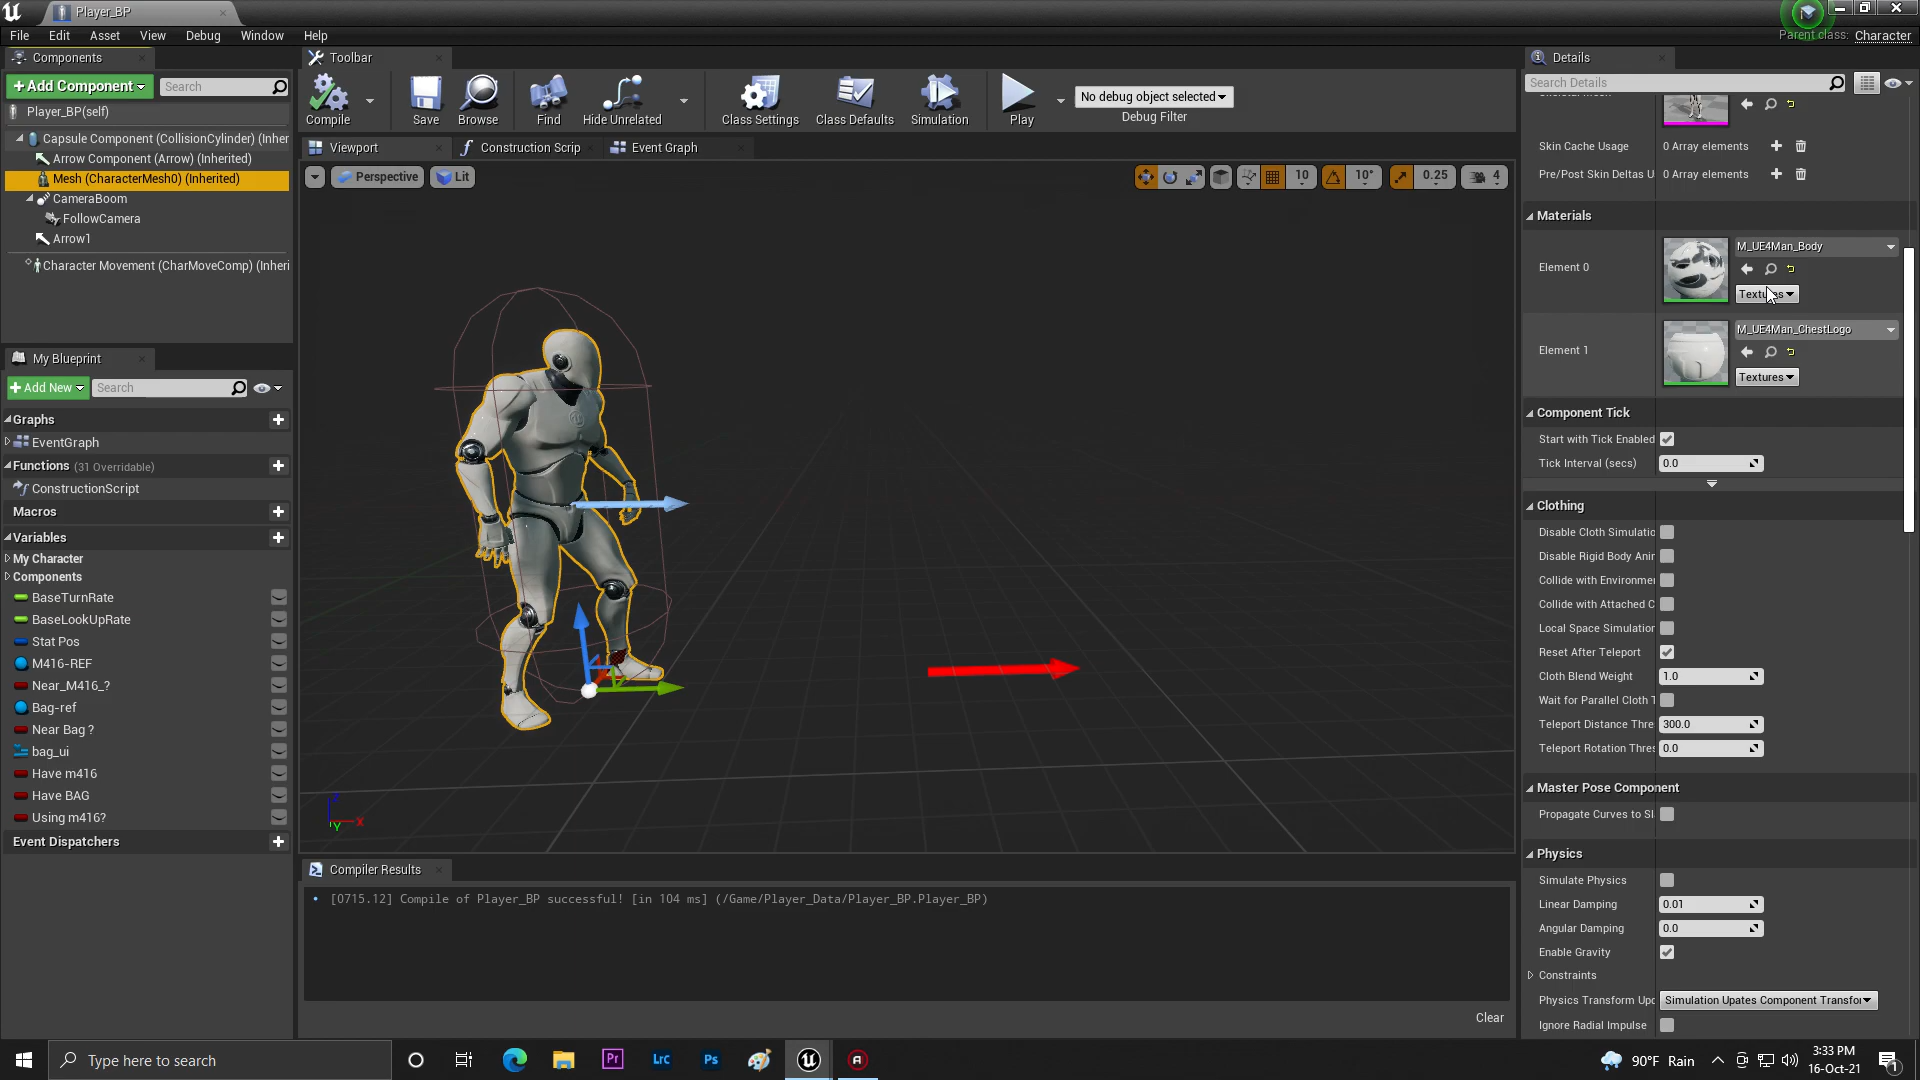 Player_BP
Parent class: Character
File Edit Asset View Debug Window Help
Components
+Add Component
Search
Player_BP(self)
Capsule Component (CollisionCylinder) (Inher
Arrow Component (Arrow) (Inherited)
Mesh (CharacterMesh0) (Inherited)
CameraBoom
FollowCamera
Arrow1
Character Movement (CharMoveComp) (Inheri
My Blueprint
+Add New
Search
Graphs
EventGraph
Functions (31 Overridable)
ConstructionScript
Macros
Variables
My Character
Components
BaseTurnRate
BaseLookUpRate
Stat Pos
M416-REF
Near_M416_?
Bag-ref
Near Bag ?
bag_ui
Have m416
Have BAG
Using m416?
Event Dispatchers
Toolbar
Compile
Save
Browse
Find
Hide Unrelated
Class Settings
Class Defaults
Simulation
Play
No debug object selected
Debug Filter
Viewport
Construction Scrip
Event Graph
Perspective
Lit
10
10°
0.25
4
X
Y
Compiler Results
[0715.12] Compile of Player_BP successful! [in 104 ms] (/Game/Player_Data/Player_BP.Player_BP)
Clear
Details
Search Details
Skin Cache Usage 0 Array elements
Pre/Post Skin Deltas U 0 Array elements
Materials
Element 0
M_UE4Man_Body
Textures
Element 1
M_UE4Man_ChestLogo
Textures
Component Tick
Start with Tick Enabled
Tick Interval (secs) 0.0
Clothing
Disable Cloth Simulatio
Disable Rigid Body Anir
Collide with Environmer
Collide with Attached C
Local Space Simulation
Reset After Teleport
Cloth Blend Weight 1.0
Wait for Parallel Cloth T
Teleport Distance Thre 300.0
Teleport Rotation Thres 0.0
Master Pose Component
Propagate Curves to Sl
Physics
Simulate Physics
Linear Damping 0.01
Angular Damping 0.0
Enable Gravity
Constraints
Physics Transform Upd Simulation Upates Component Transfor
Ignore Radial Impulse
Type here to search
Pr
Lrc
Ps
90°F Rain
3:33 PM
16-Oct-21
1